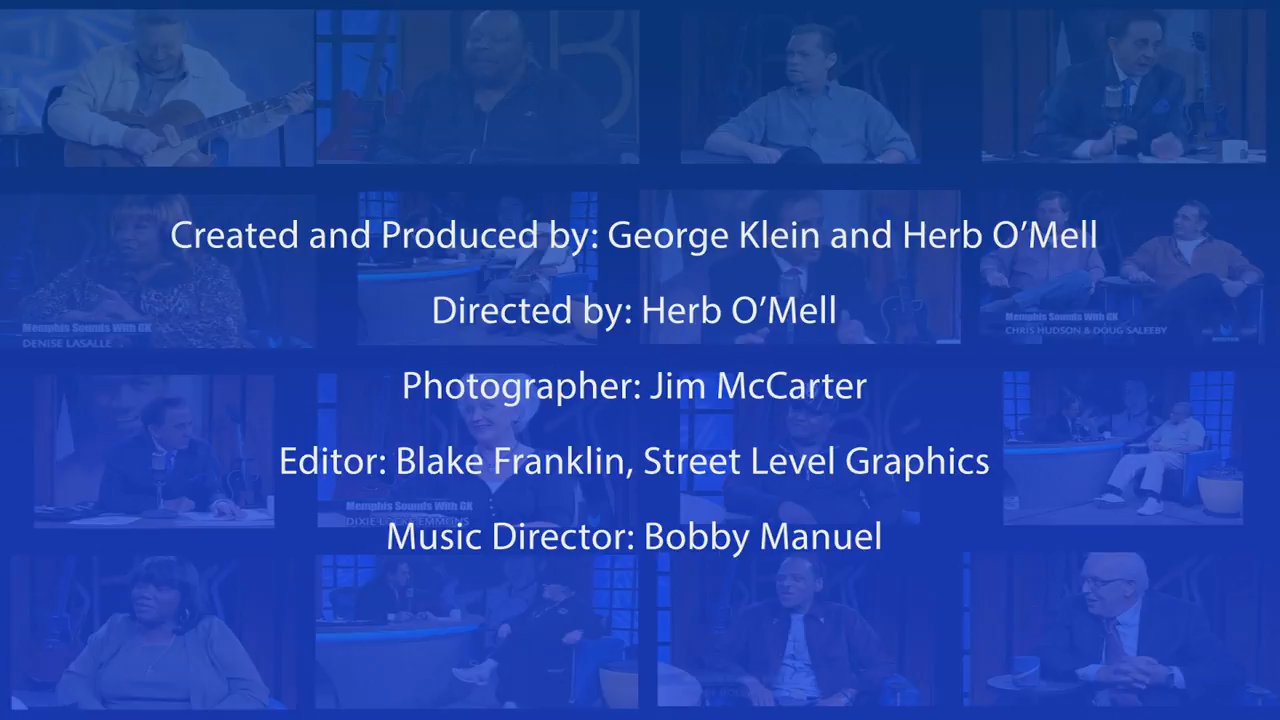 Created and Produced by: George Klein and Herb O'Mell
Memphis Sounds With GK
DENISE LASALLE
Directed by: Herb O'Mell
Memphis Sounds With GK
CHRIS HUDSON & DOUG SALEEBY
Photographer: Jim McCarter
Editor: Blake Franklin, Street Level Graphics
Memphis Sounds With GK
DIXIE
Music Director: Bobby Manuel